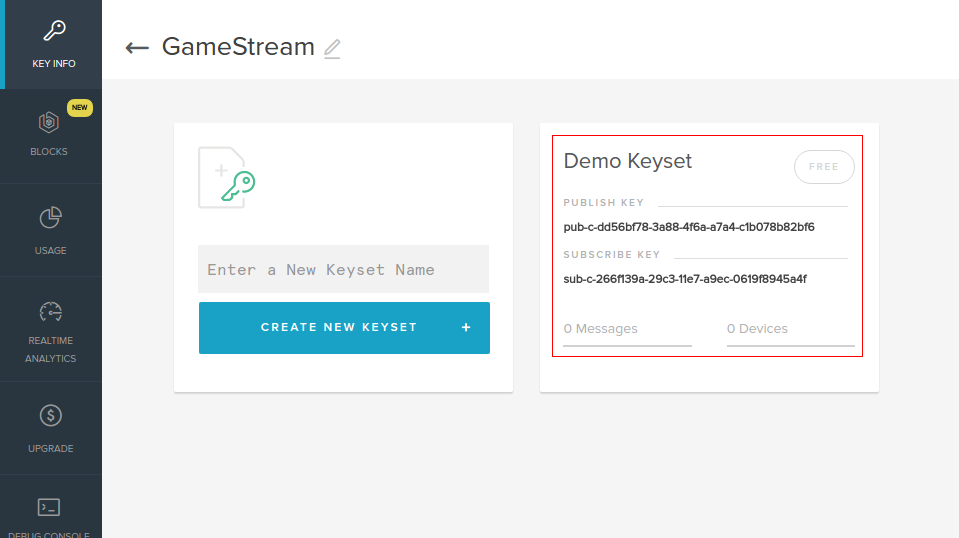 KEY INFO
NEW
BLOCKS
USAGE
REALTIME
ANALYTICS
UPGRADE
DEBUG CONSOLE
GameStream
Enter a New Keyset Name
CREATE NEW KEYSET +
Demo Keyset
FREE
PUBLISH KEY
pub-c-dd56bf78-3a88-4f6a-a7a4-c1b078b82bf6
SUBSCRIBE KEY
sub-c-266f139a-29c3-11e7-a9ec-0619f8945a4f
0 Messages
0 Devices